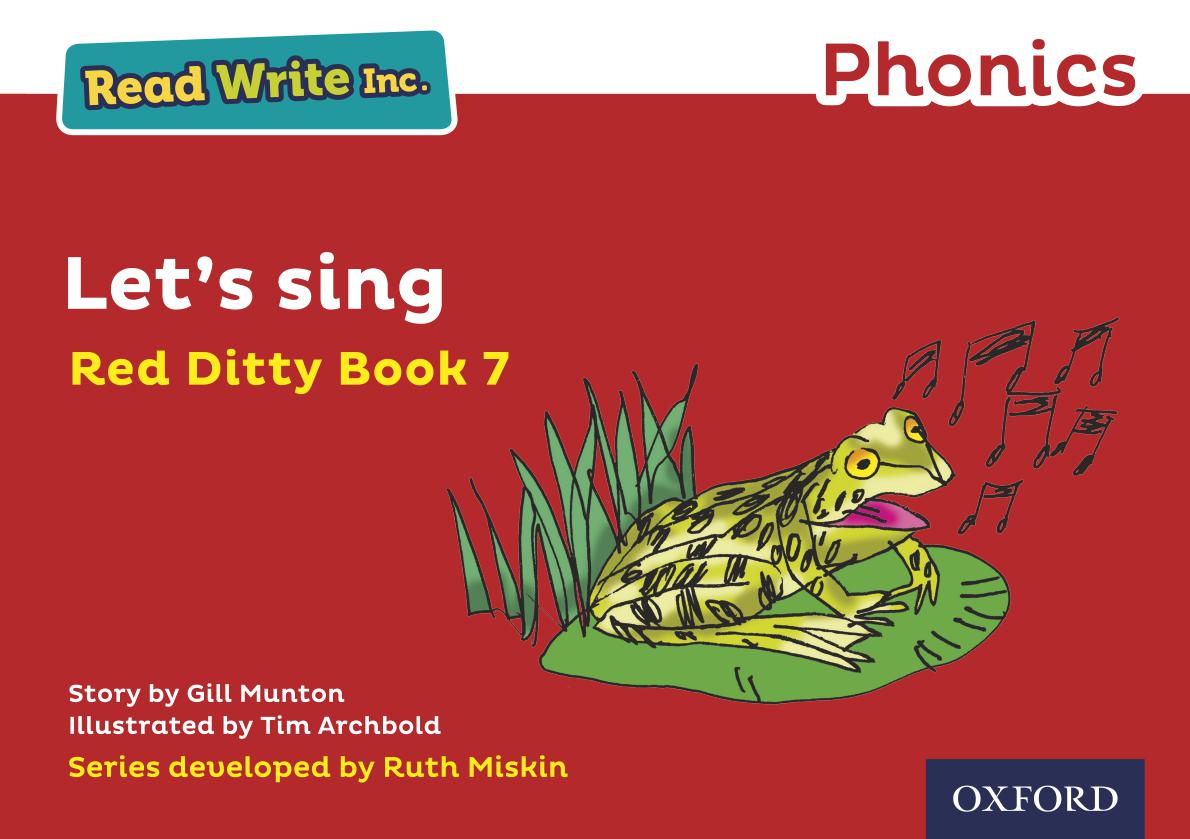 Read Write Inc.
Phonics
Let's sing
Red Ditty Book 7
Story by Gill Munton
Illustrated by Tim Archbold
Series developed by Ruth Miskin
OXFORD